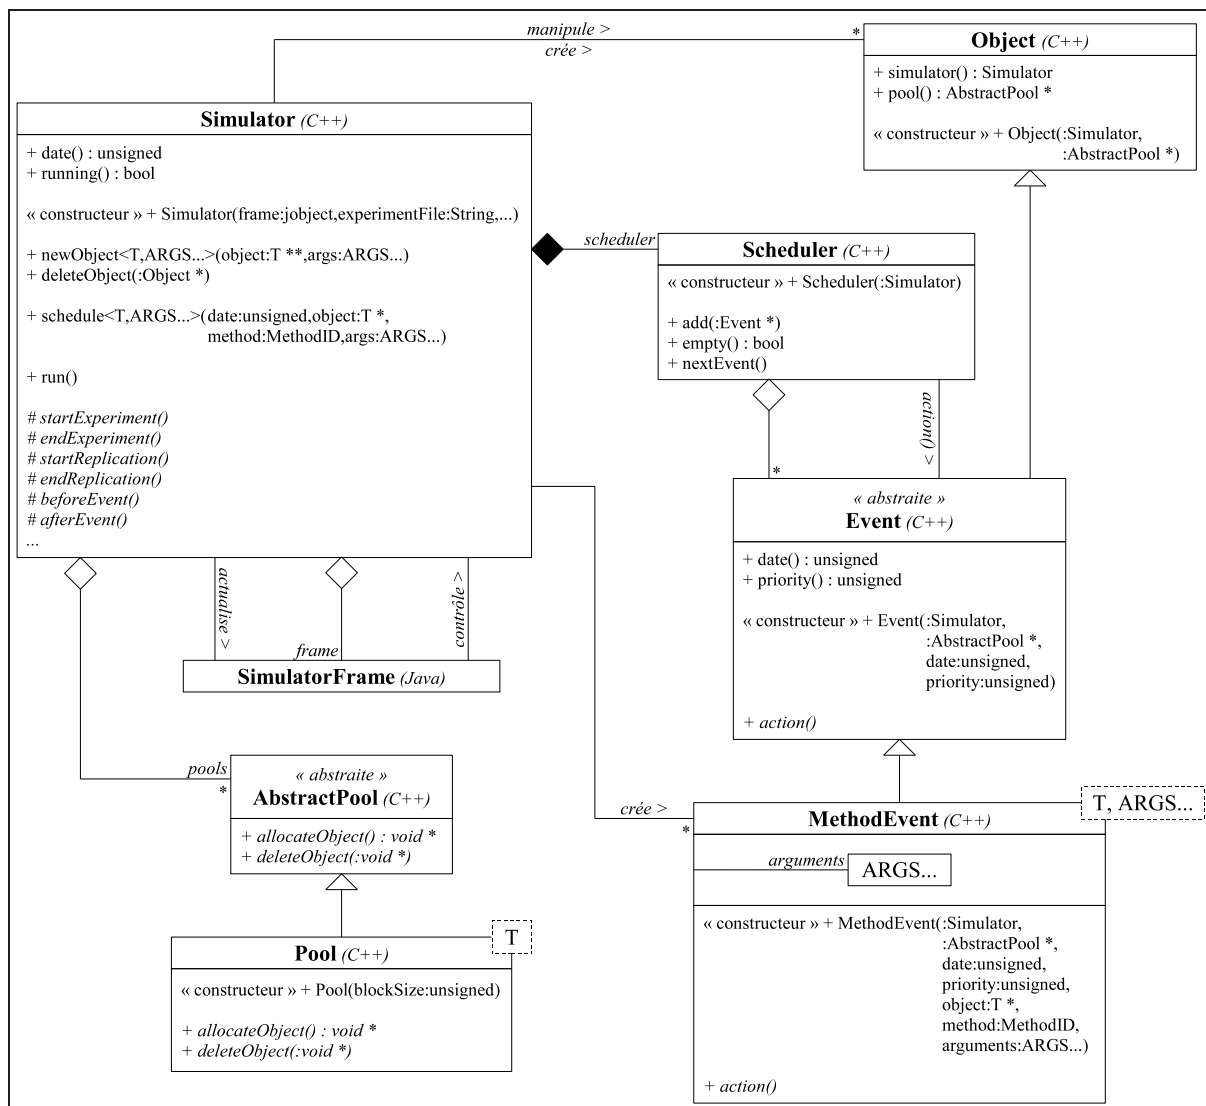 manipule >
crée >
*
Object (C++)
+ simulator() : Simulator
+ pool() : AbstractPool *
« constructeur » + Object(:Simulator,
:AbstractPool *)
Simulator (C++)
+ date() : unsigned
+ running() : bool
« constructeur » + Simulator(frame:jobject,experimentFile:String,...)
+ newObject<T,ARGS...>(object:T **,args:ARGS...)
+ deleteObject(:Object *)
+ schedule<T,ARGS...>(date:unsigned,object:T *,
method:MethodID,args:ARGS...)
+ run()
# startExperiment()
# endExperiment()
# startReplication()
# endReplication()
# beforeEvent()
# afterEvent()
...
scheduler
Scheduler (C++)
« constructeur » + Scheduler(:Simulator)
+ add(:Event *)
+ empty() : bool
+ nextEvent()
action() >
*
« abstraite »
Event (C++)
+ date() : unsigned
+ priority() : unsigned
« constructeur » + Event(:Simulator,
:AbstractPool *,
date:unsigned,
priority:unsigned)
+ action()
actualise >
frame
contrôle >
SimulatorFrame (Java)
pools
*
« abstraite »
AbstractPool (C++)
+ allocateObject() : void *
+ deleteObject(:void *)
T
Pool (C++)
« constructeur » + Pool(blockSize:unsigned)
+ allocateObject() : void *
+ deleteObject(:void *)
crée >
*
T, ARGS...
MethodEvent (C++)
arguments
ARGS...
« constructeur » + MethodEvent(:Simulator,
:AbstractPool *,
date:unsigned,
priority:unsigned,
object:T *,
method:MethodID,
arguments:ARGS...)
+ action()